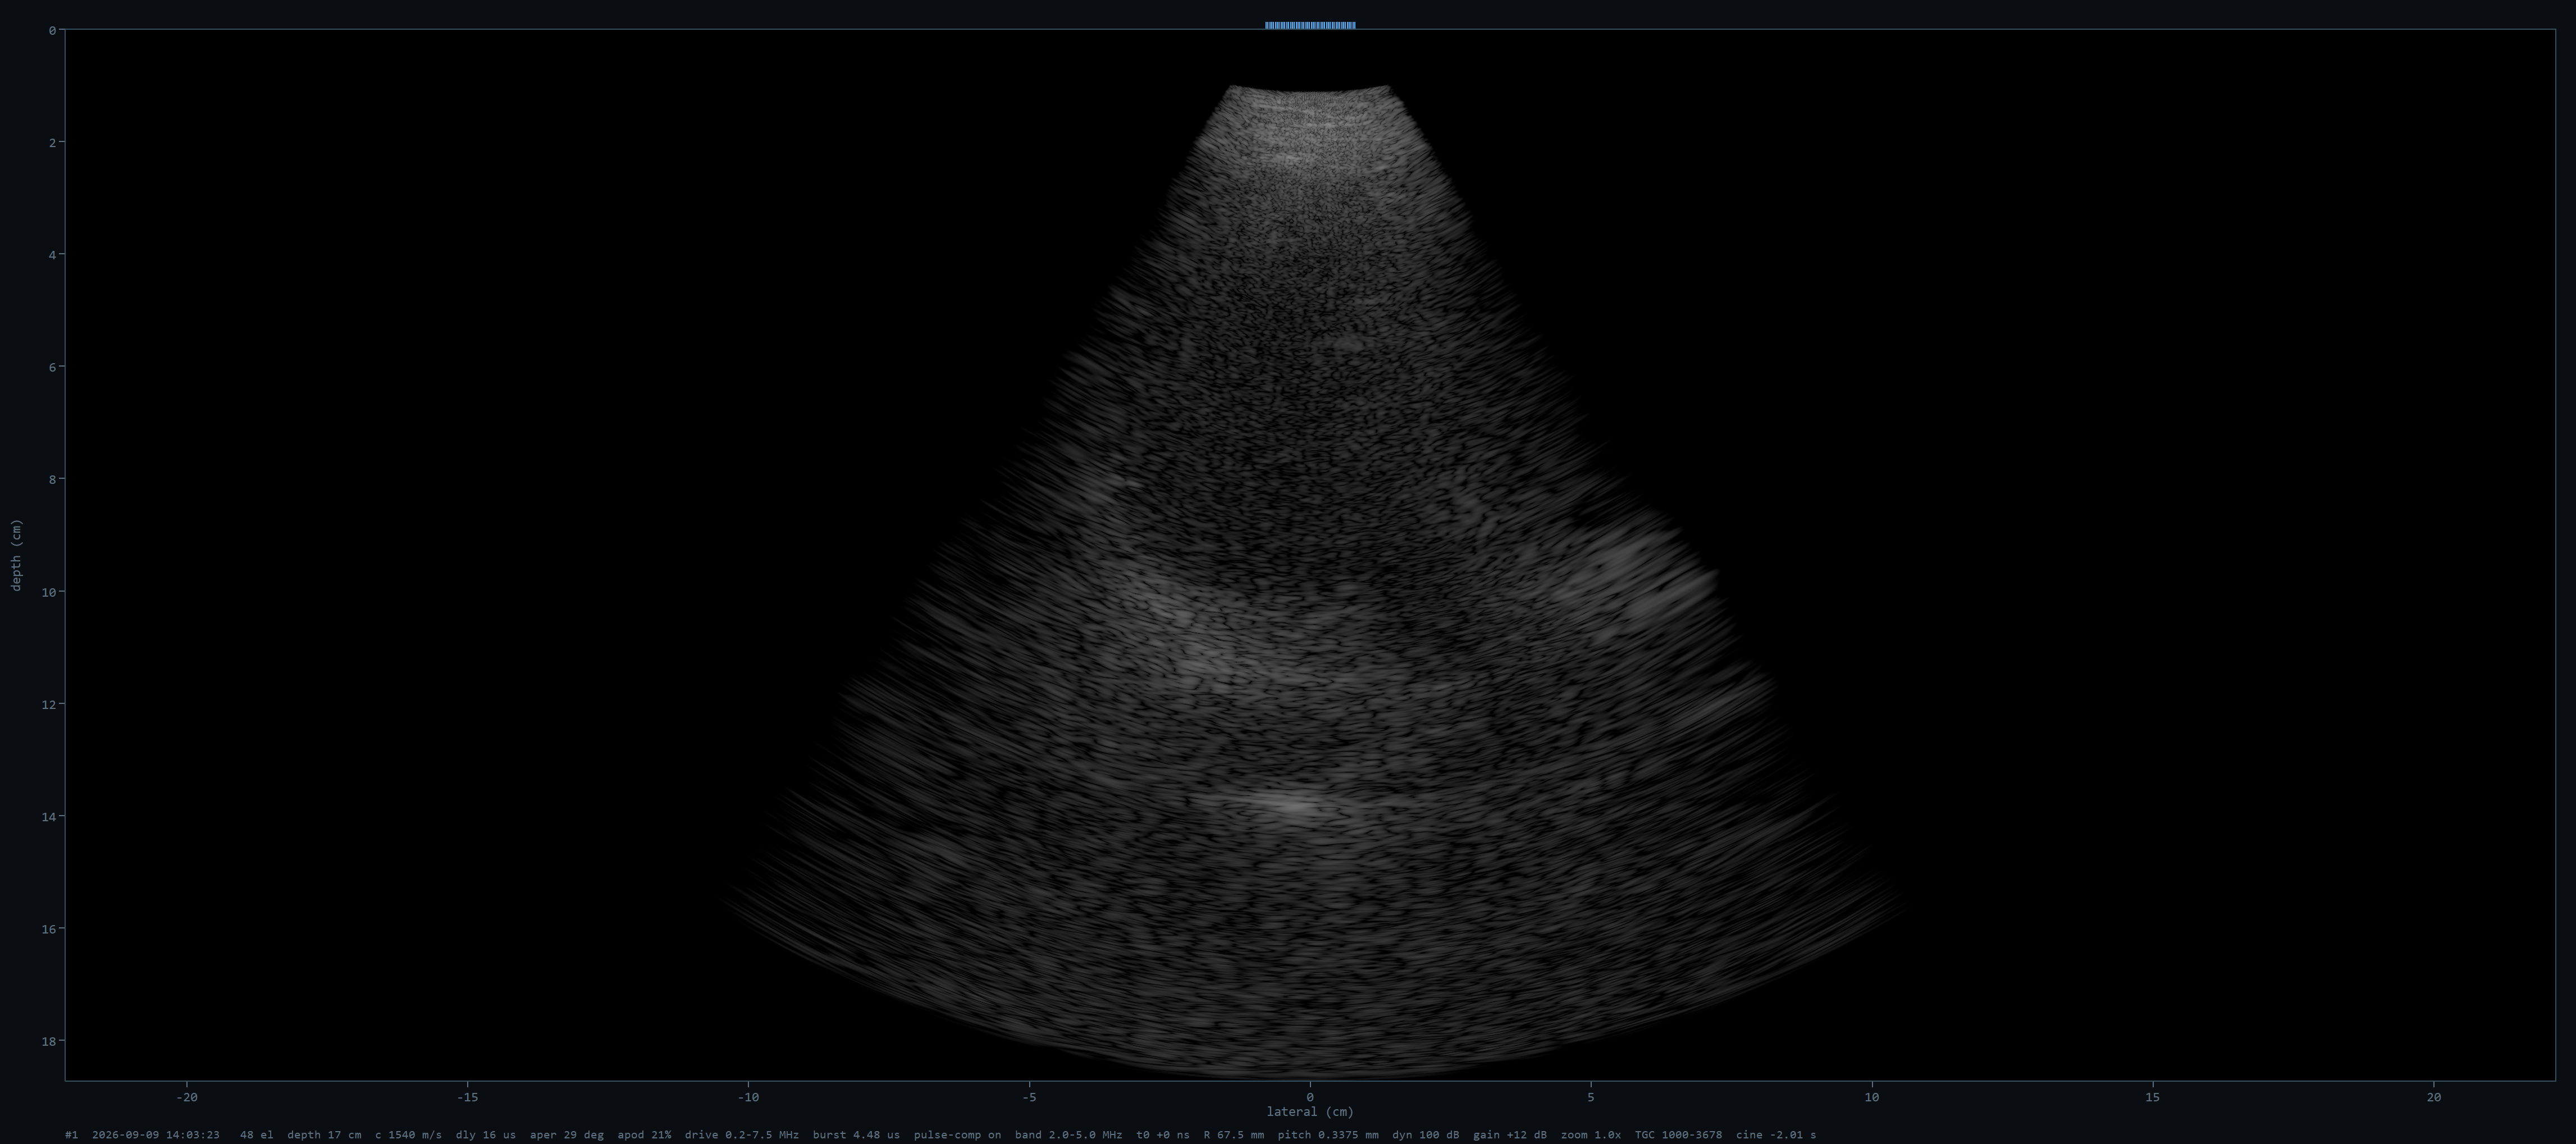 0
2
4
6
8
10
12
14
16
18
depth (cm)
-20 -15 -10 -5 0 5 10 15 20
lateral (cm)
#1 2026-09-09 14:03:23 48 el depth 17 cm c 1540 m/s dly 16 us aper 29 deg apod 21% drive 0.2-7.5 MHz burst 4.48 us pulse-comp on band 2.0-5.0 MHz t0 +0 ns R 67.5 mm pitch 0.3375 mm dyn 100 dB gain +12 dB zoom 1.0x TGC 1000-3678 cine -2.01 s